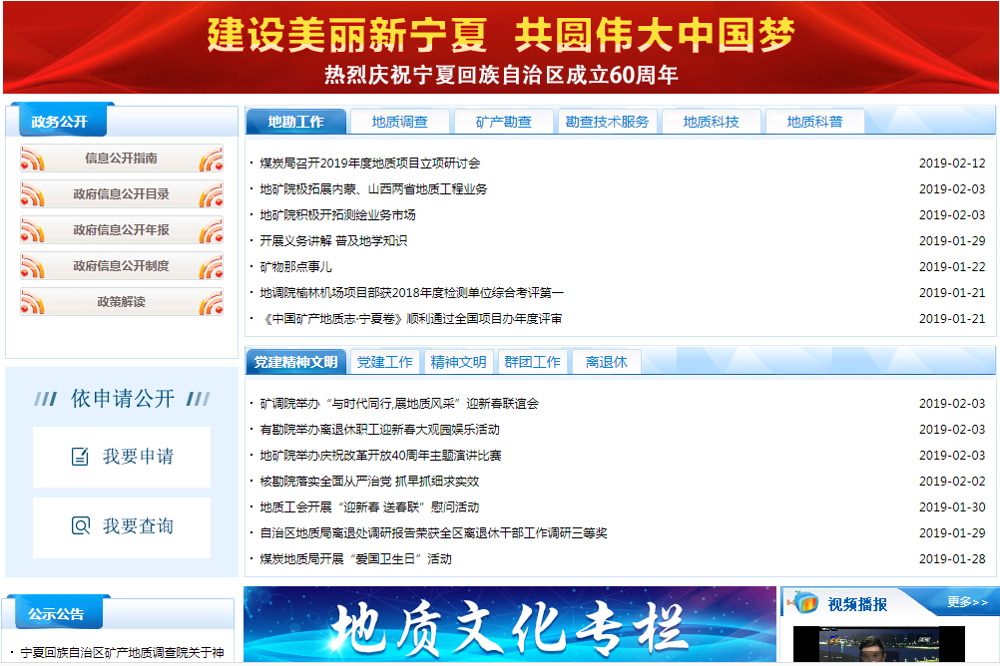 建设美丽新宁夏 共圆伟大中国梦
热烈庆祝宁夏回族自治区成立60周年
政务公开
信息公开指南
政府信息公开目录
政府信息公开年报
政府信息公开制度
政策解读
依申请公开
我要申请
我要查询
公示公告
· 宁夏回族自治区矿产地质调查院关于神
地勘工作 地质调查 矿产勘查 勘查技术服务 地质科技 地质科普
· 煤炭局召开2019年度地质项目立项研讨会 2019-02-12
· 地矿院极拓展内蒙、山西两省地质工程业务 2019-02-03
· 地矿院积极开拓测绘业务市场 2019-02-03
· 开展义务讲解 普及地学知识 2019-01-29
· 矿物那点事儿 2019-01-22
· 地调院榆林机场项目部获2018年度检测单位综合考评第一 2019-01-21
· 《中国矿产地质志·宁夏卷》顺利通过全国项目办年度评审 2019-01-21
党建精神文明 党建工作 精神文明 群团工作 离退休
· 矿调院举办“与时代同行,展地质风采”迎新春联谊会 2019-02-03
· 有勘院举办离退休职工迎新春大观园娱乐活动 2019-02-03
· 地矿院举办庆祝改革开放40周年主题演讲比赛 2019-02-03
· 核勘院落实全面从严治党 抓早抓细求实效 2019-02-02
· 地质工会开展“迎新春 送春联”慰问活动 2019-01-30
· 自治区地质局离退处调研报告荣获全区离退休干部工作调研三等奖 2019-01-29
· 煤炭地质局开展“爱国卫生日”活动 2019-01-28
地质文化专栏
视频播报 更多>>